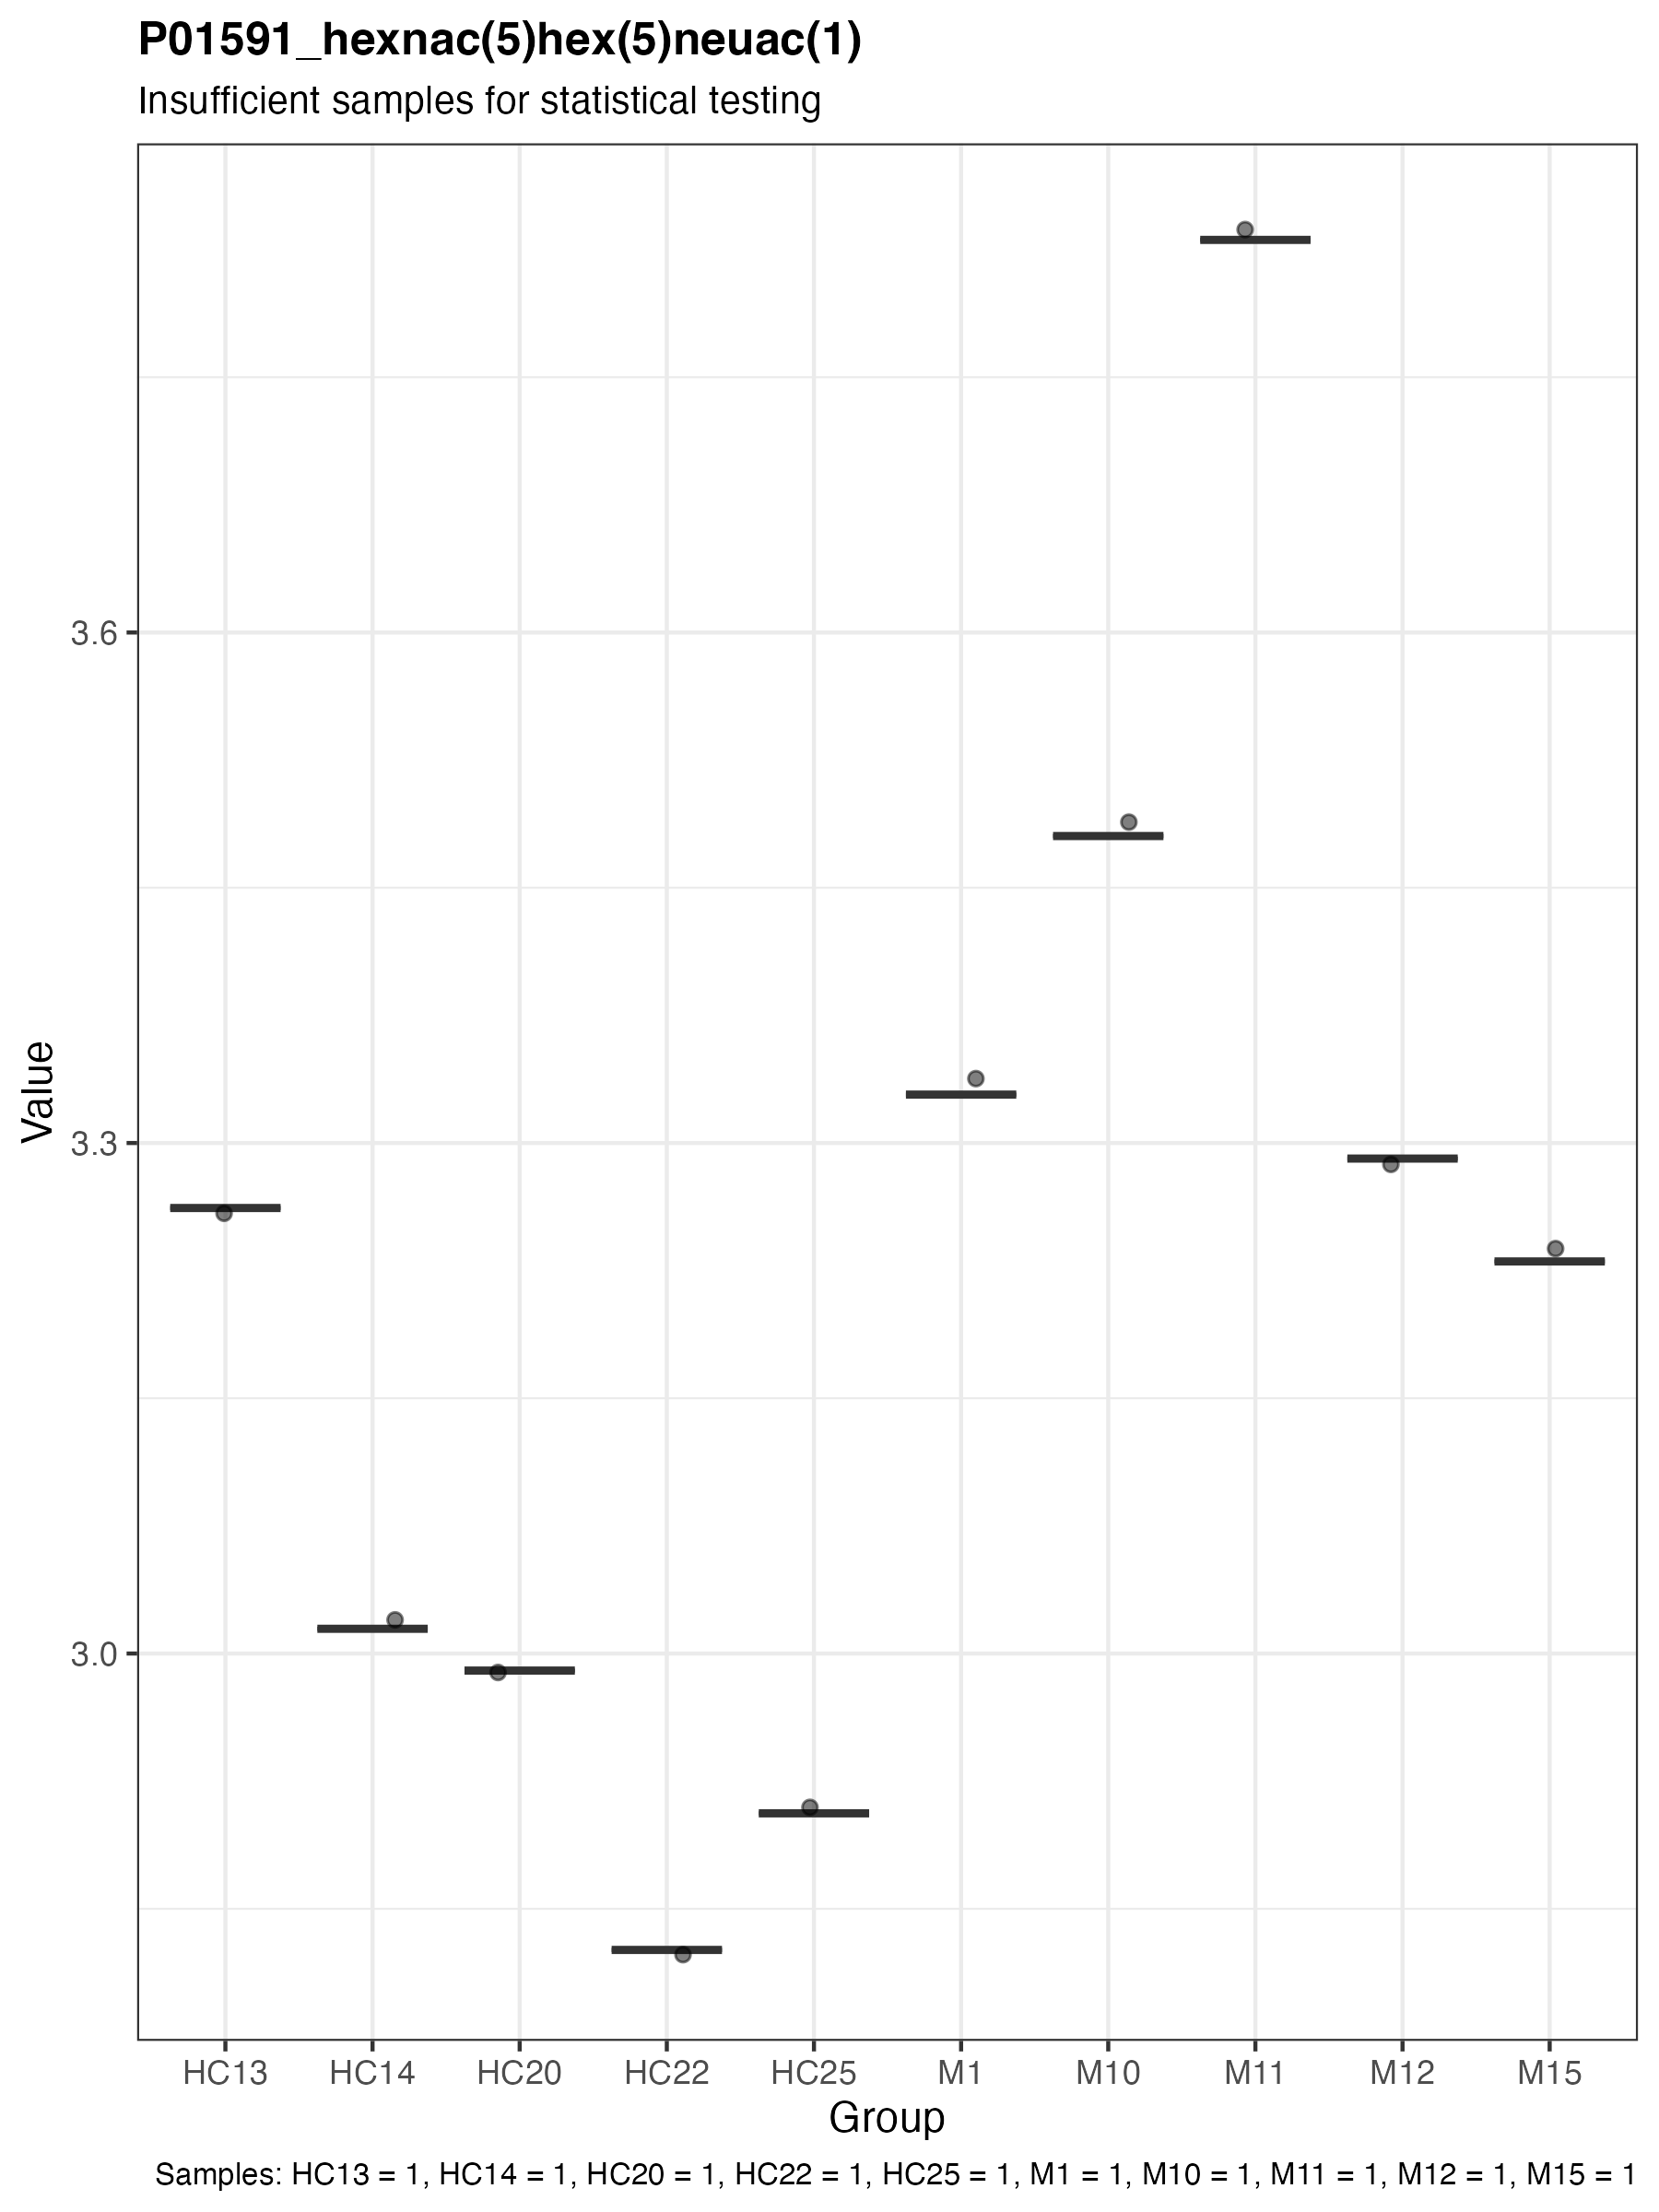 P01591_hexnac(5)hex(5)neuac(1)
Insufficient samples for statistical testing
3.6
3.3
3.0
Value
HC13 HC14 HC20 HC22 HC25 M1 M10 M11 M12 M15
Group
Samples: HC13 = 1, HC14 = 1, HC20 = 1, HC22 = 1, HC25 = 1, M1 = 1, M10 = 1, M11 = 1, M12 = 1, M15 = 1